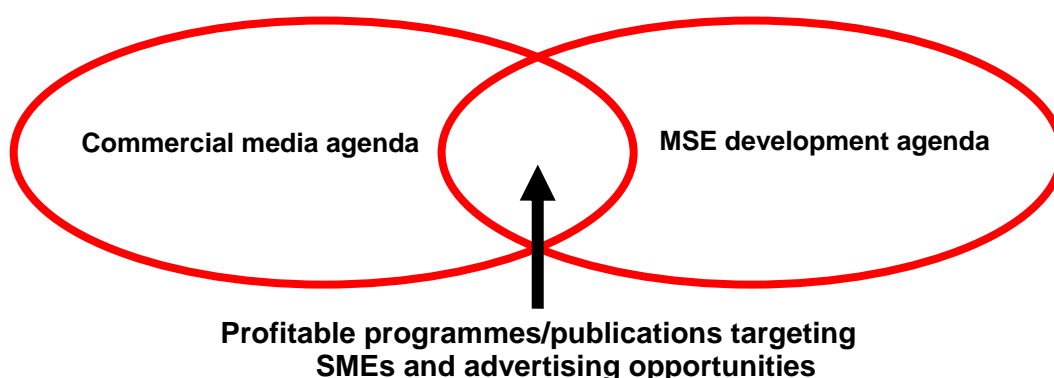 Commercial media agenda
MSE development agenda
Profitable programmes/publications targeting
SMEs and advertising opportunities